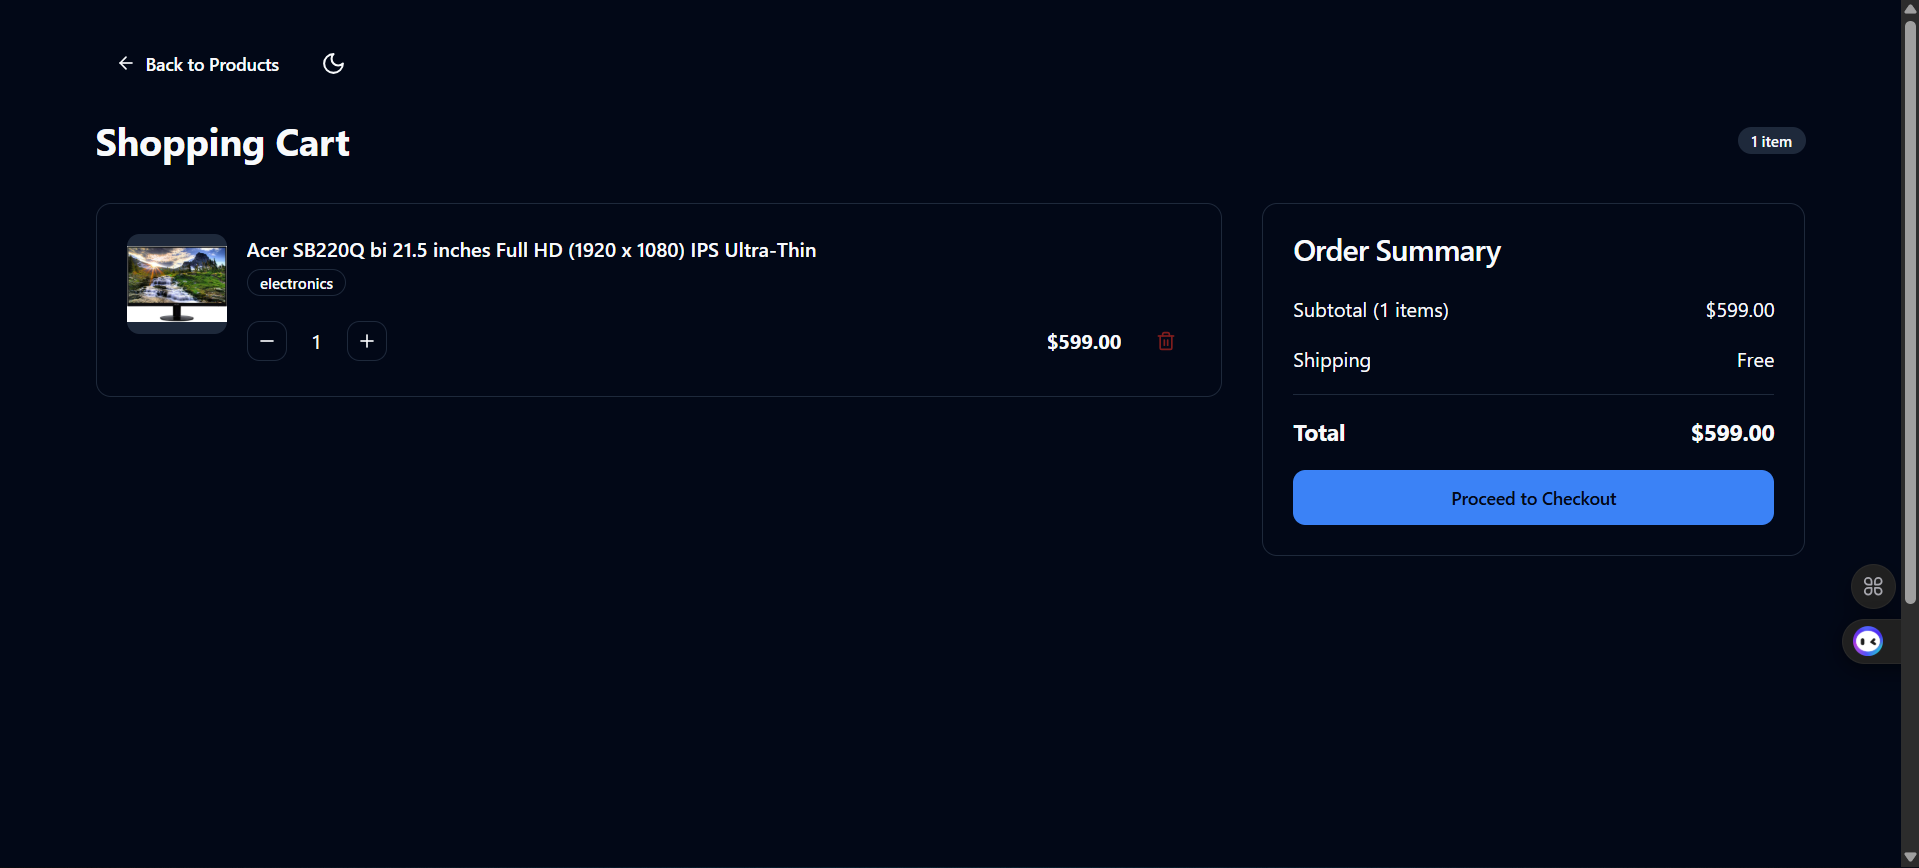 Back to Products
Shopping Cart
1 item
Acer SB220Q bi 21.5 inches Full HD (1920 x 1080) IPS Ultra-Thin
electronics
1
$599.00
Order Summary
Subtotal (1 items) $599.00
Shipping Free
Total $599.00
Proceed to Checkout